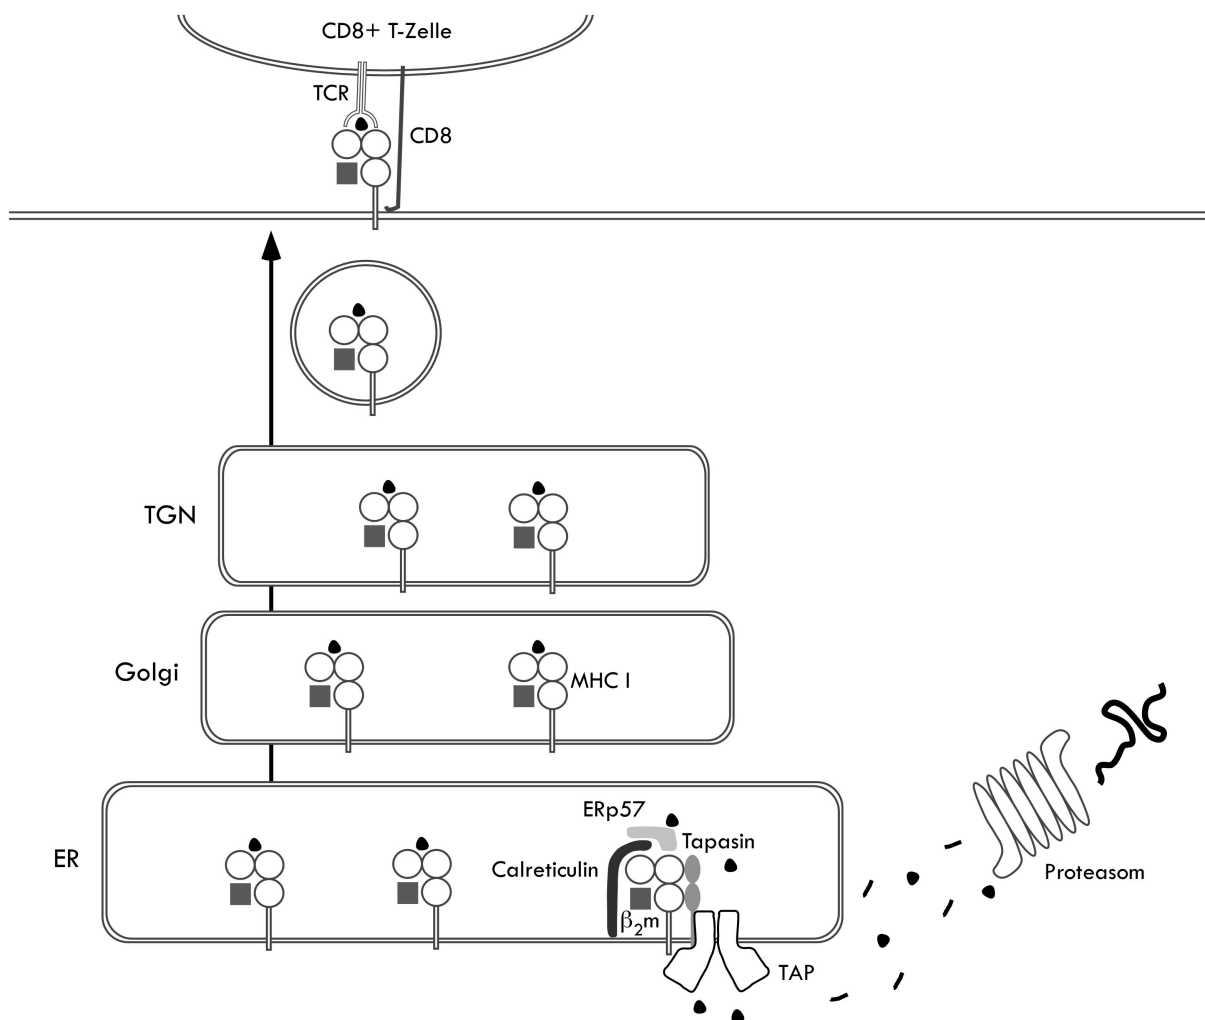 CD8+ T-Zelle
TCR
CD8
TGN
Golgi
MHC I
ERp57
Tapasin
ER
Calreticulin
Proteasom
β₂m
TAP